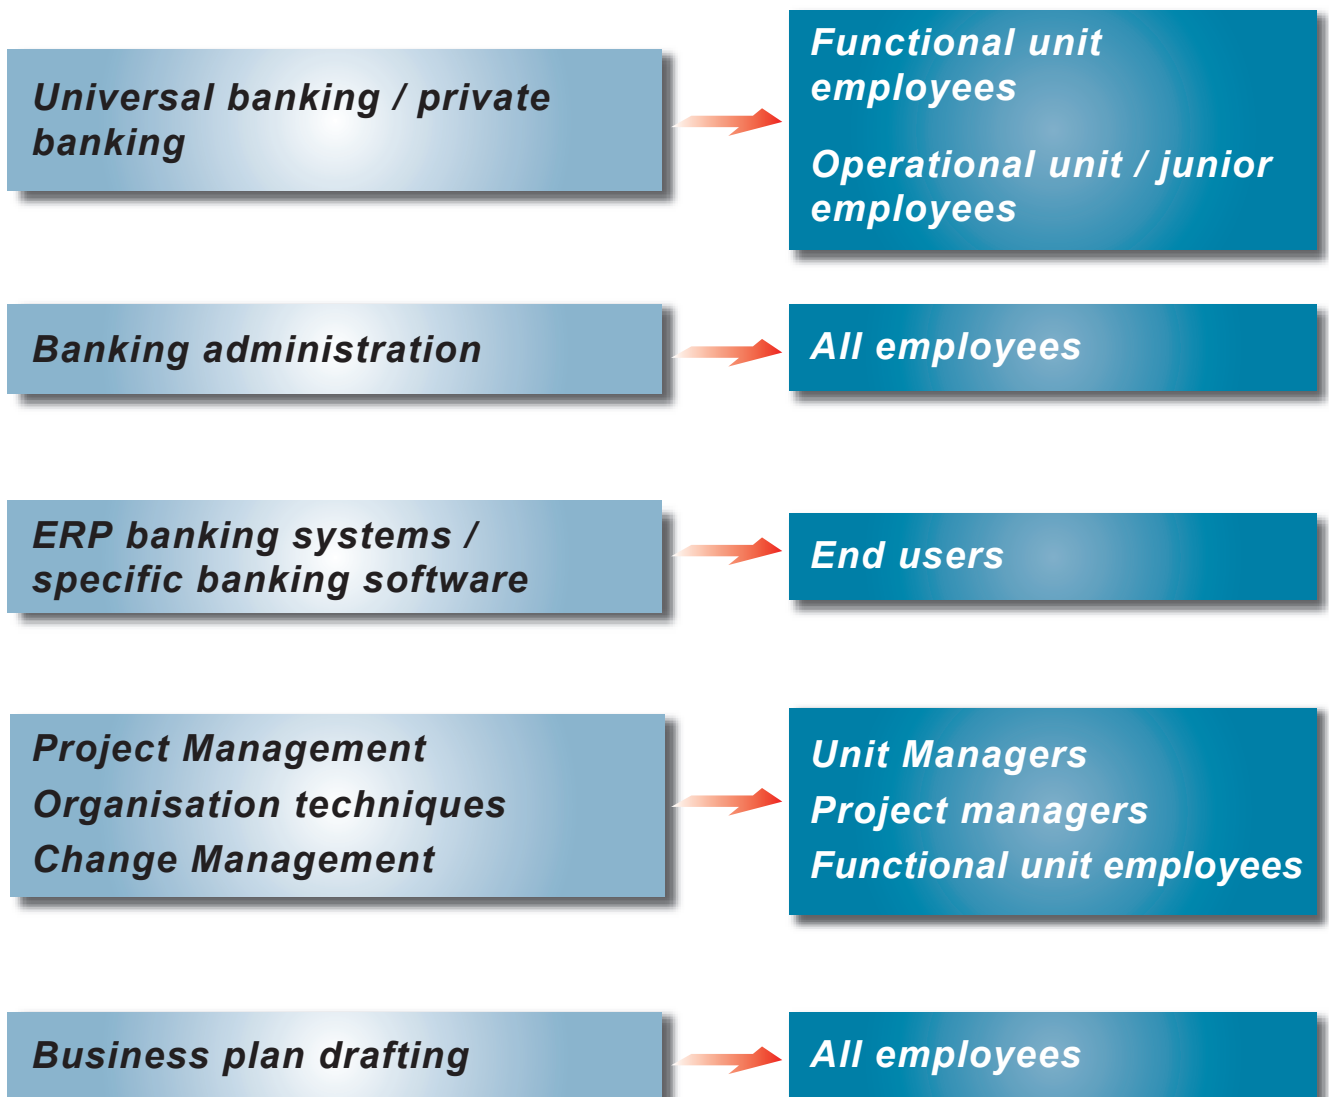 Universal banking / private
banking
Functional unit
employees
Operational unit / junior
employees
Banking administration
All employees
ERP banking systems /
specific banking software
End users
Project Management
Organisation techniques
Change Management
Unit Managers
Project managers
Functional unit employees
Business plan drafting
All employees